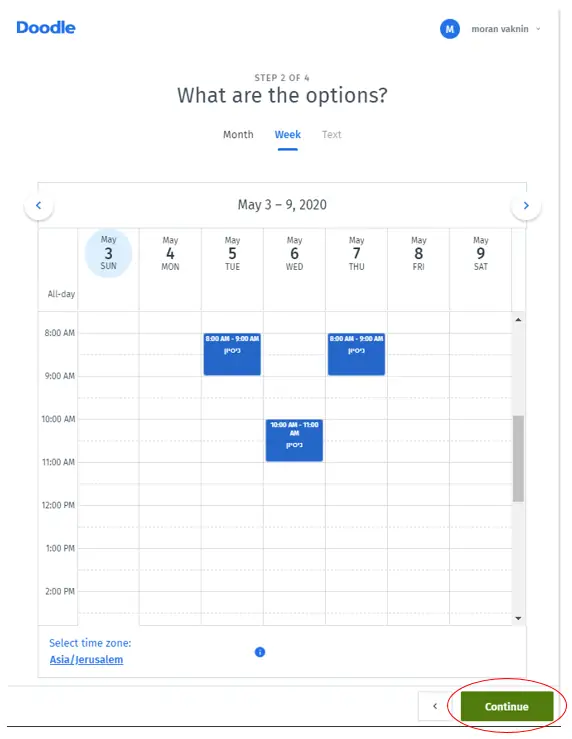 Doodle
M moran vaknin
STEP 2 OF 4
What are the options?
Month Week Text
May 3 – 9, 2020
May May May May May May May
3 4 5 6 7 8 9
SUN MON TUE WED THU FRI SAT
All-day
8:00 AM
8:00 AM - 9:00 AM
ניסיון
8:00 AM - 9:00 AM
ניסיון
9:00 AM
10:00 AM
10:00 AM - 11:00
AM
ניסיון
11:00 AM
12:00 PM
1:00 PM
2:00 PM
Select time zone:
Asia/Jerusalem
Continue